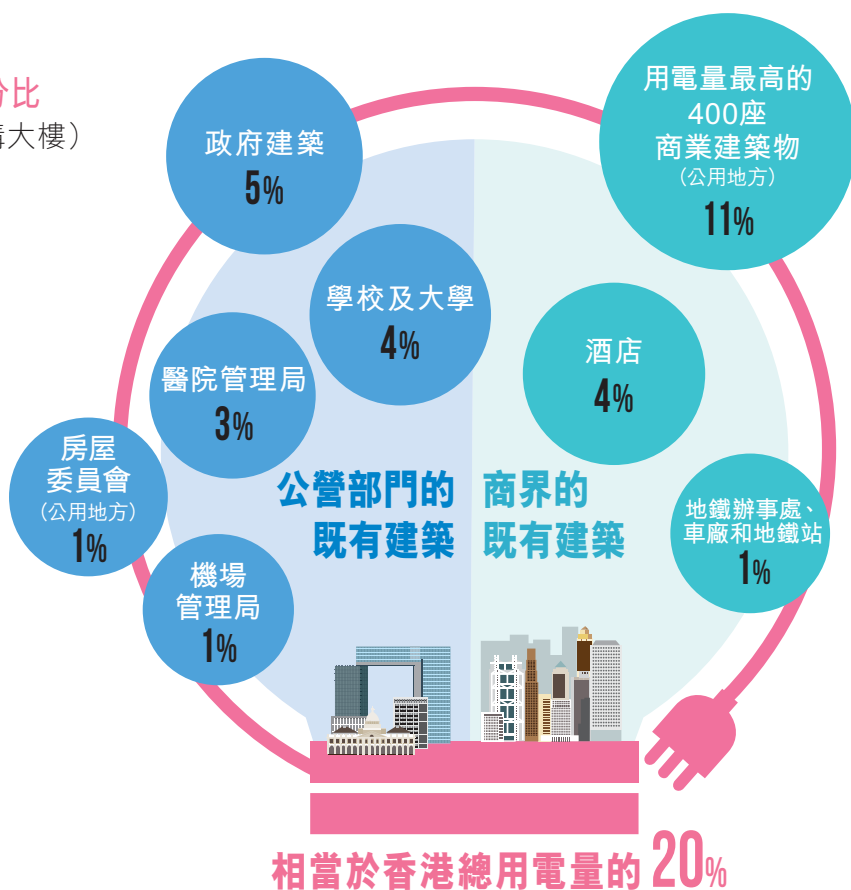 分比
構大樓）
政府建築
5%
用電量最高的
400座
商業建築物
（公用地方）
11%
學校及大學
4%
酒店
4%
醫院管理局
3%
房屋
委員會
（公用地方）
1%
公營部門的
既有建築
商界的
既有建築
地鐵辦事處、
車廠和地鐵站
1%
機場
管理局
1%
相當於香港總用電量的 20%